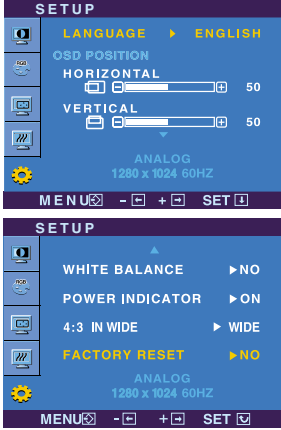 SETUP
LANGUAGE ▶ ENGLISH
OSD POSITION
HORIZONTAL
50
VERTICAL
50
ANALOG
1280 x 1024 60HZ
MENU - + SET
SETUP
WHITE BALANCE ▶NO
POWER INDICATOR ▶ON
4:3 IN WIDE ▶ WIDE
FACTORY RESET ▶NO
ANALOG
1280 x 1024 60HZ
MENU - + SET